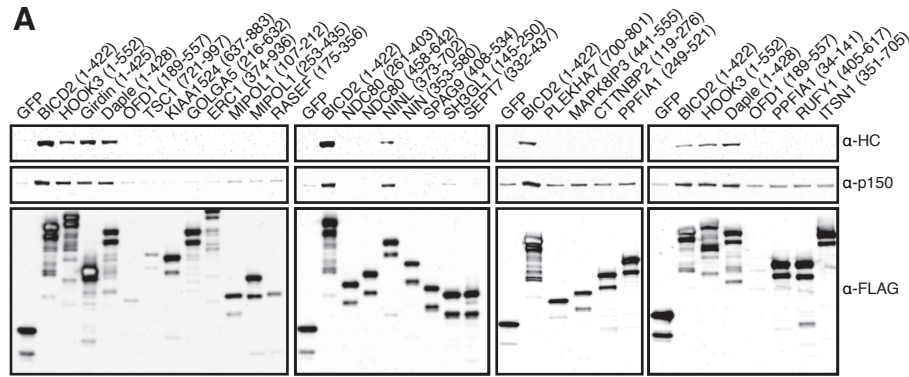 A
GFP
BICD2 (1-422)
HOOK3 (1-552)
Girdin (1-425)
Daple (1-428)
OFD1 (189-557)
TSC1 (721-997)
KIAA1524 (637-883)
GOLGA5 (216-632)
ERC1 (374-936)
MIPOL1 (107-212)
MIPOL1 (253-435)
RASEF (175-356)
GFP
BICD2 (1-422)
NDC80 (261-403)
NDC80 (458-642)
NINL (373-702)
NIN (353-580)
SPAG9 (408-534)
SH3GL1 (145-250)
SEPT7 (332-437)
GFP
BICD2 (1-422)
PLEKHA7 (700-801)
MAPK8IP3 (441-555)
CTTNBP2 (119-276)
PPFIA1 (249-521)
GFP
BICD2 (1-422)
HOOK3 (1-552)
Daple (1-428)
OFD1 (189-557)
PPFIA1 (34-141)
RUFY1 (405-617)
ITSN1 (351-705)
α-HC
α-p150
α-FLAG